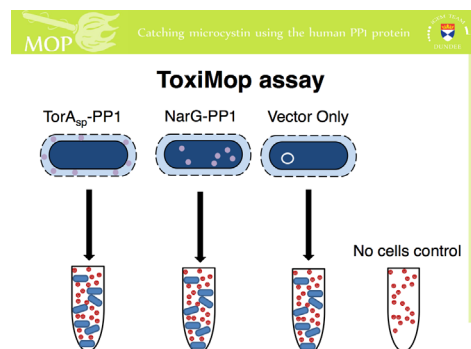 MOP
Catching microcystin using the human PP1 protein
DUNDEE
ToxiMop assay
TorAsp-PP1
NarG-PP1
Vector Only
No cells control